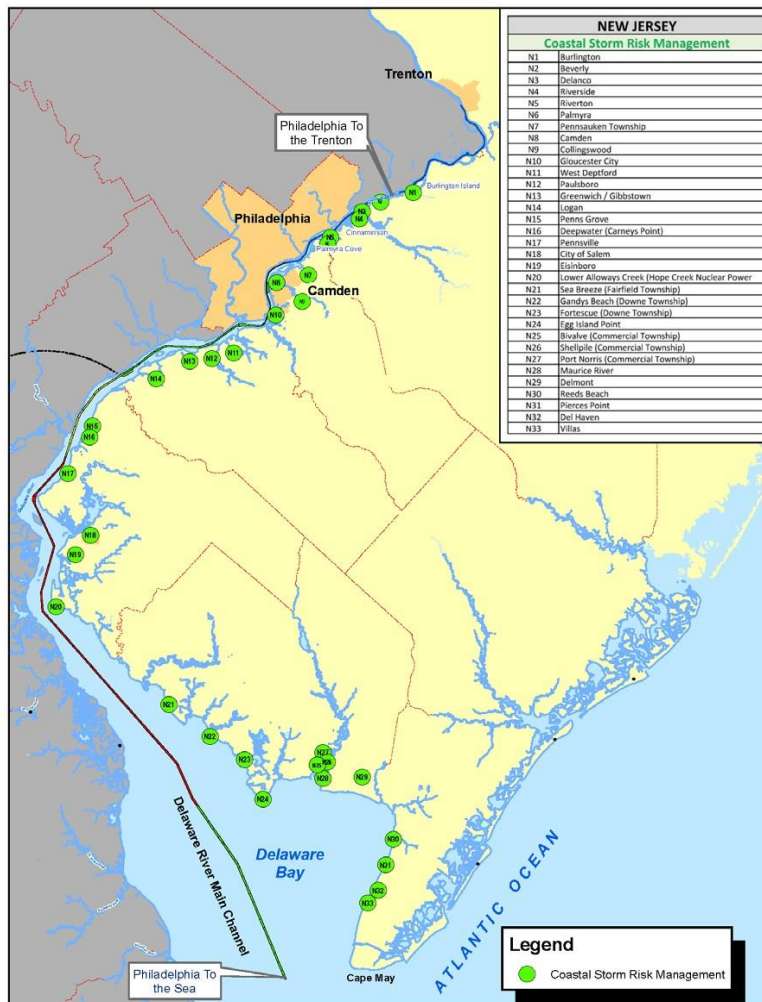 NEW JERSEY
Coastal Storm Risk Management
N1 Burlington
N2 Beverly
N3 Delanco
N4 Riverside
N5 Riverton
N6 Palmyra
N7 Pennsauken Township
N8 Camden
N9 Collingswood
N10 Gloucester City
N11 West Deptford
N12 Paulsboro
N13 Greenwich / Gibbstown
N14 Logan
N15 Penns Grove
N16 Deepwater (Carneys Point)
N17 Pennsville
N18 City of Salem
N19 Elsinboro
N20 Lower Alloways Creek (Hope Creek Nuclear Power
N21 Sea Breeze (Fairfield Township)
N22 Gandys Beach (Downe Township)
N23 Fortescue (Downe Township)
N24 Egg Island Point
N25 Bivalve (Commercial Township)
N26 Shellpile (Commercial Township)
N27 Port Norris (Commercial Township)
N28 Maurice River
N29 Delmont
N30 Reeds Beach
N31 Pierces Point
N32 Del Haven
N33 Villas
Trenton
Philadelphia To
the Trenton
Burlington Island
N1
N3
N4
Philadelphia
Cinnaminson
Palmyra Cove
N7
N8
Camden
N10
N11
N12
N13
N14
N15
N16
N17
N18
N19
N20
N21
N22
N23
N24
N27
N26
N25
N28
N29
N30
N31
N32
N33
Delaware River Main Channel
Delaware
Bay
ATLANTIC OCEAN
Philadelphia To
the Sea
Cape May
Legend
Coastal Storm Risk Management